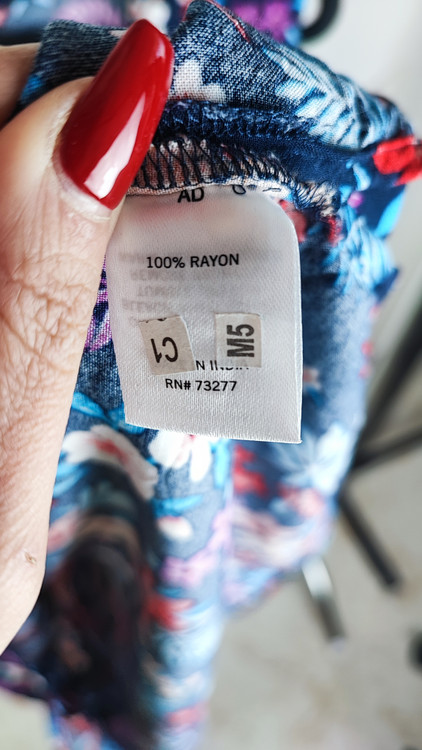 AD
100% RAYON
C1
M5
N INDIA
RN# 73277